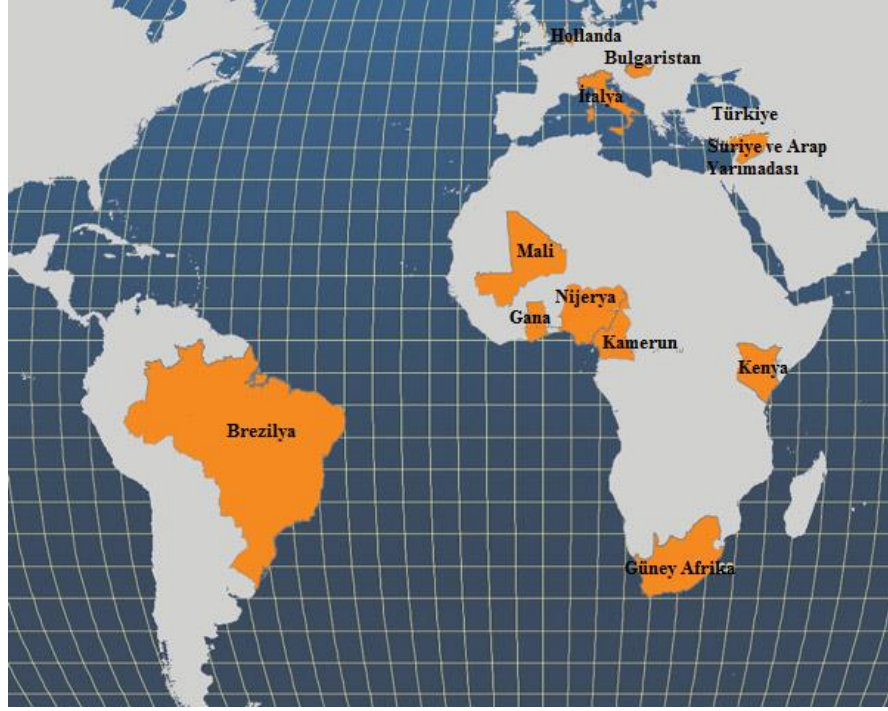 Hollanda
Bulgaristan
İtalya
Türkiye
Suriye ve Arap
Yarımadası
Mali
Nijerya
Gana
Kamerun
Kenya
Brezilya
Güney Afrika